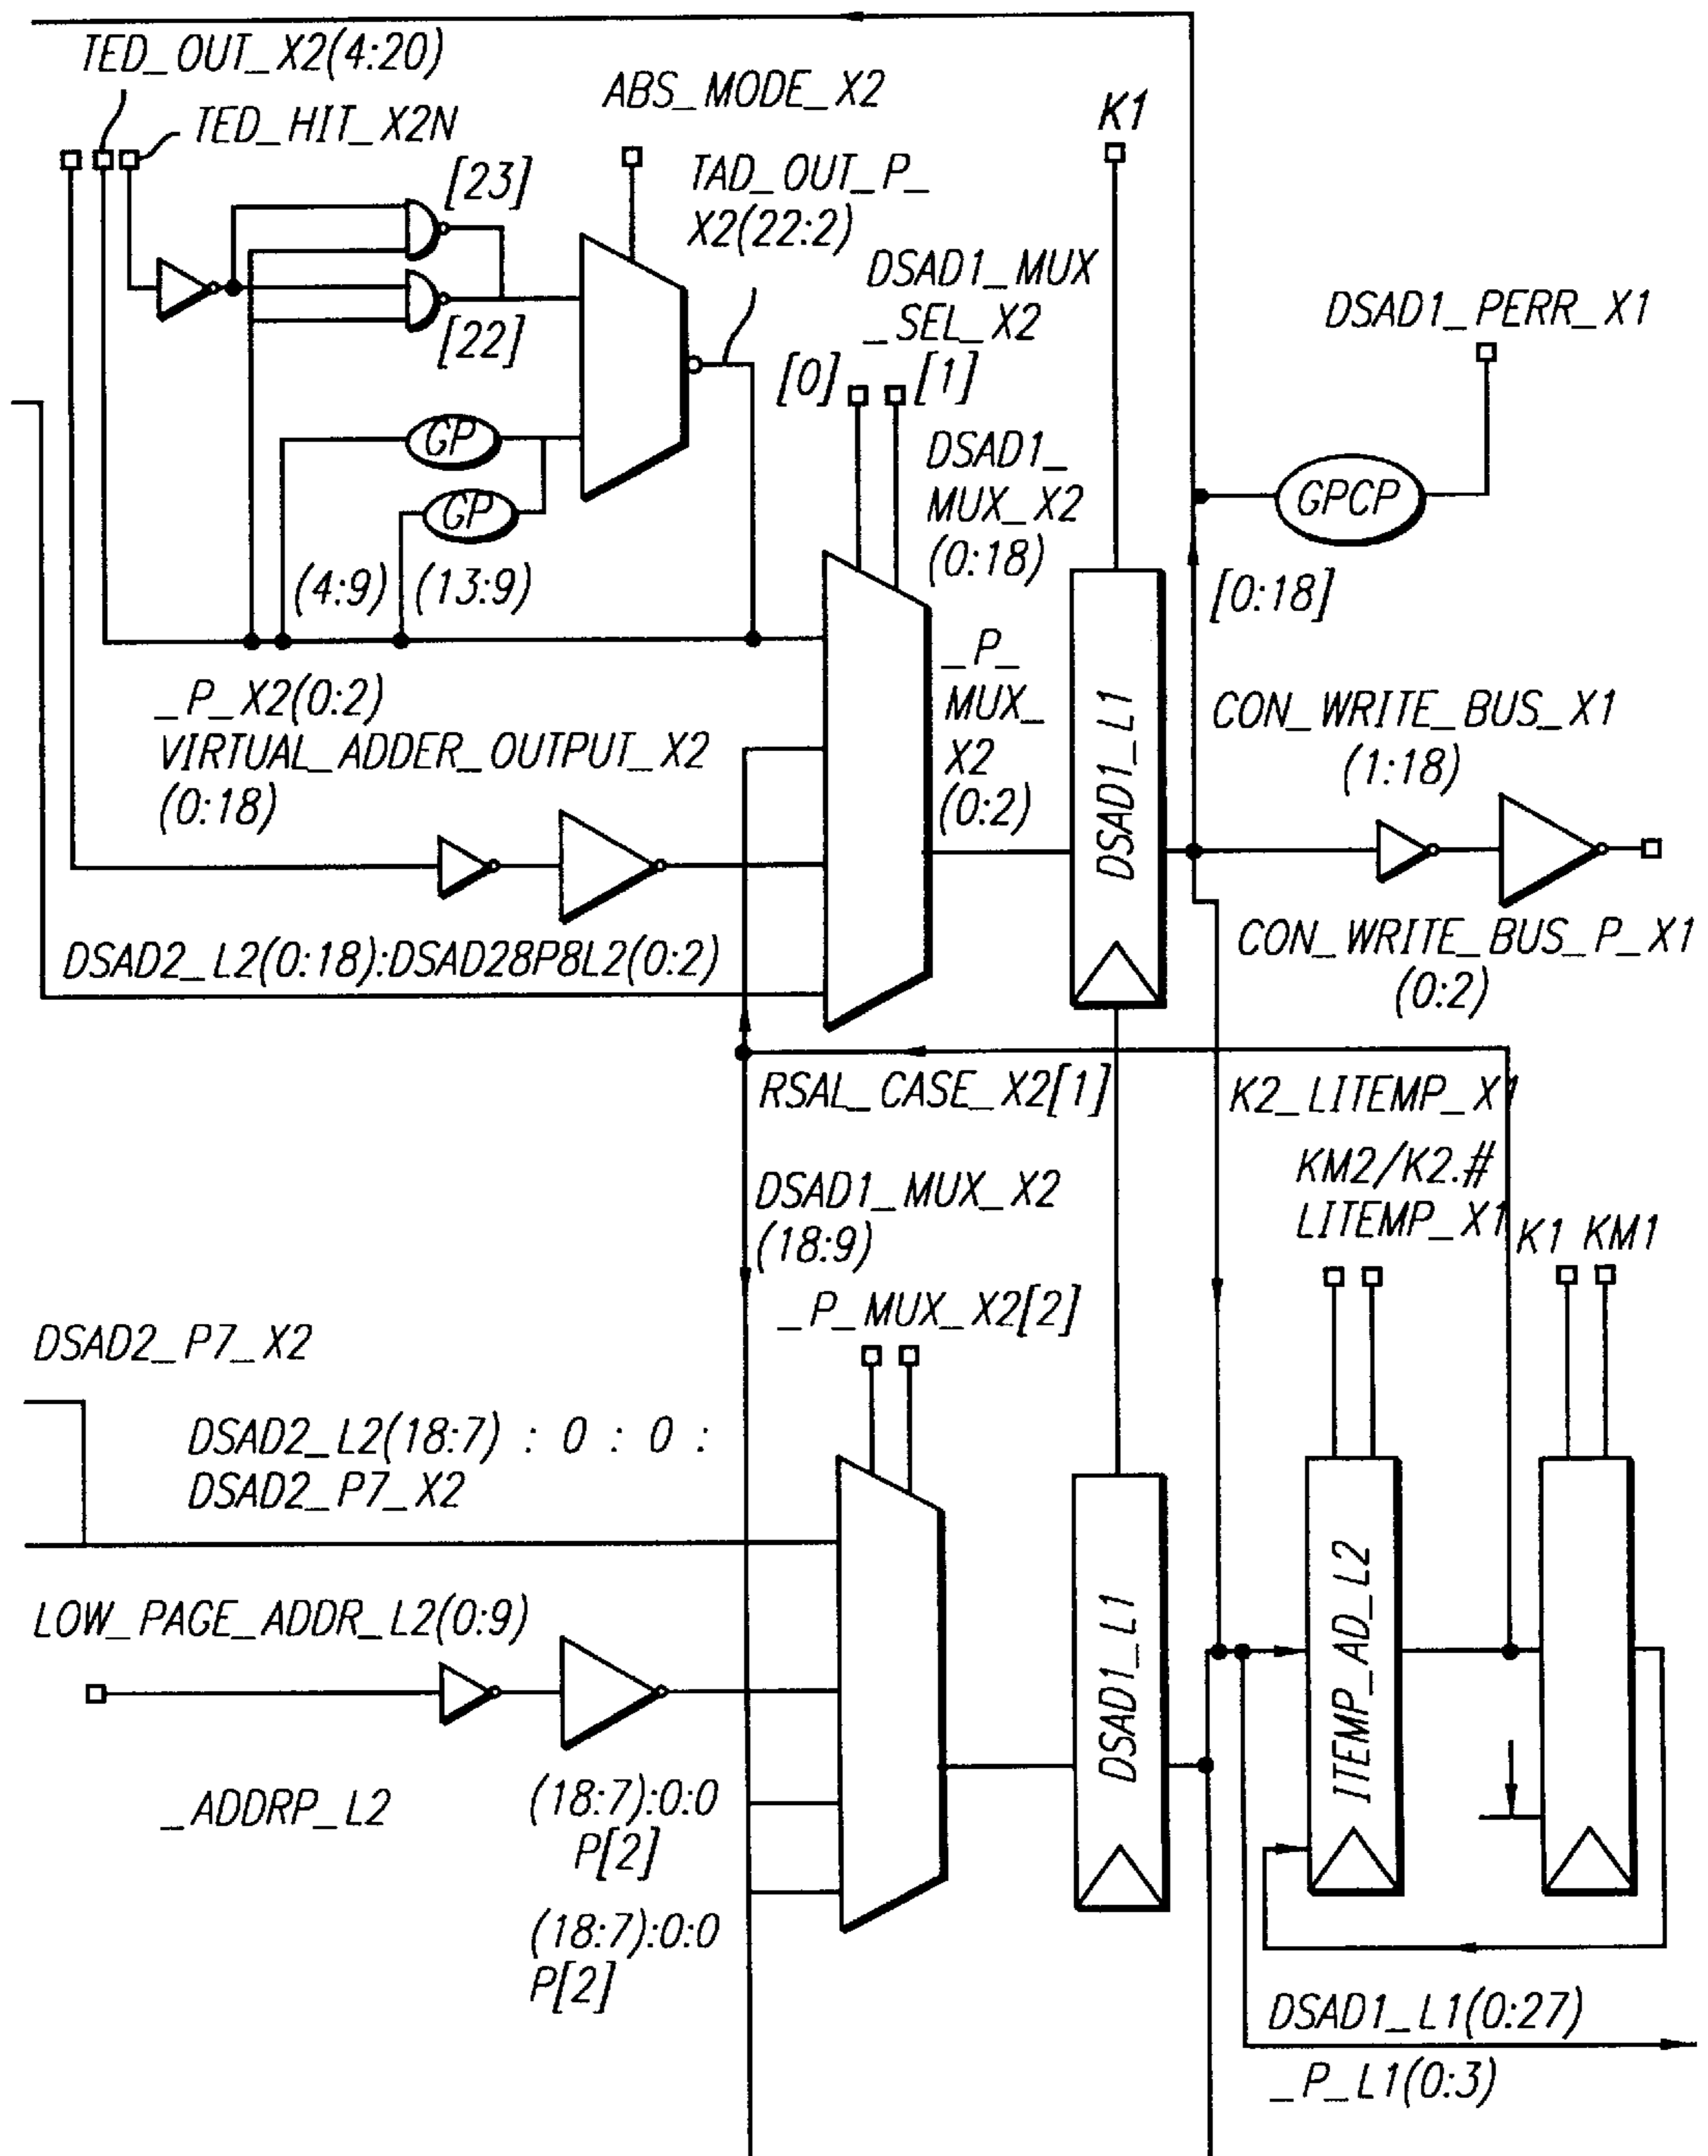 TED_OUT_X2(4:20)
TED_HIT_X2N
ABS_MODE_X2
K1
[23]
TAD_OUT_P_
X2(22:2)
[22]
DSAD1_MUX
_SEL_X2
[0]
[1]
DSAD1_PERR_X1
GP
GP
DSAD1_
MUX_X2
(0:18)
GPCP
(4:9)
(13:9)
[0:18]
_P_
MUX_
X2
(0:2)
_P_X2(0:2)
VIRTUAL_ADDER_OUTPUT_X2
(0:18)
DSAD1_L1
CON_WRITE_BUS_X1
(1:18)
DSAD2_L2(0:18):DSAD28P8L2(0:2)
CON_WRITE_BUS_P_X1
(0:2)
RSAL_CASE_X2[1]
K2_LITEMP_X1
KM2/K2.#
LITEMP_X1
K1 KM1
DSAD1_MUX_X2
(18:9)
_P_MUX_X2[2]
DSAD2_P7_X2
DSAD2_L2(18:7) : 0 : 0 :
DSAD2_P7_X2
LOW_PAGE_ADDR_L2(0:9)
DSAD1_L1
ITEMP_AD_L2
_ADDRP_L2
(18:7):0:0
P[2]
(18:7):0:0
P[2]
DSAD1_L1(0:27)
_P_L1(0:3)